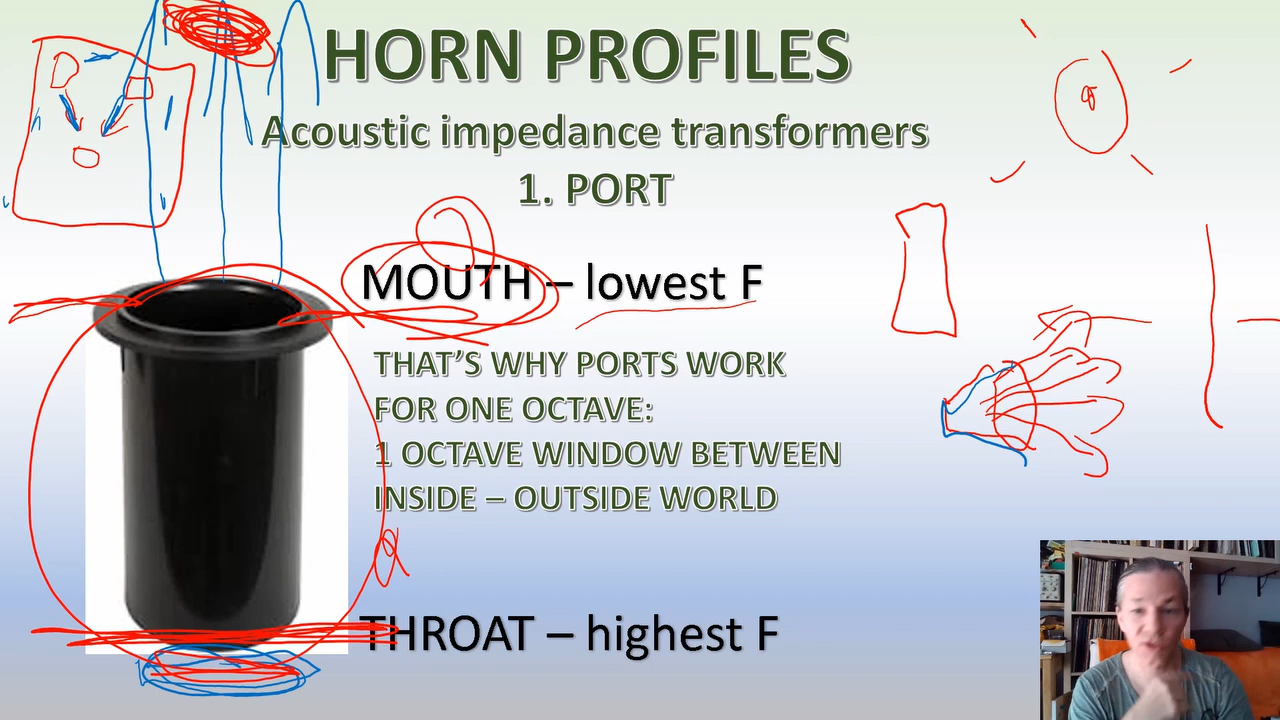 HORN PROFILES
Acoustic impedance transformers
1. PORT
MOUTH – lowest F
THAT'S WHY PORTS WORK
FOR ONE OCTAVE:
1 OCTAVE WINDOW BETWEEN
INSIDE – OUTSIDE WORLD
THROAT – highest F